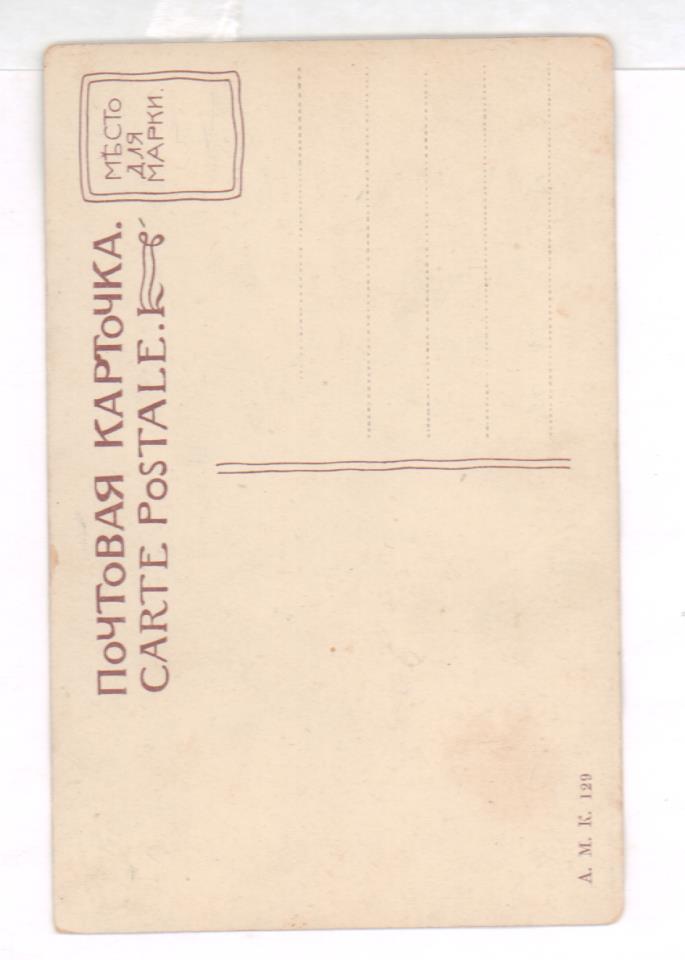 ПОЧТОВАЯ КАРТОЧКА.
CARTE POSTALE.
МѢСТО
ДЛЯ
МАРКИ.
А. М. К. 129